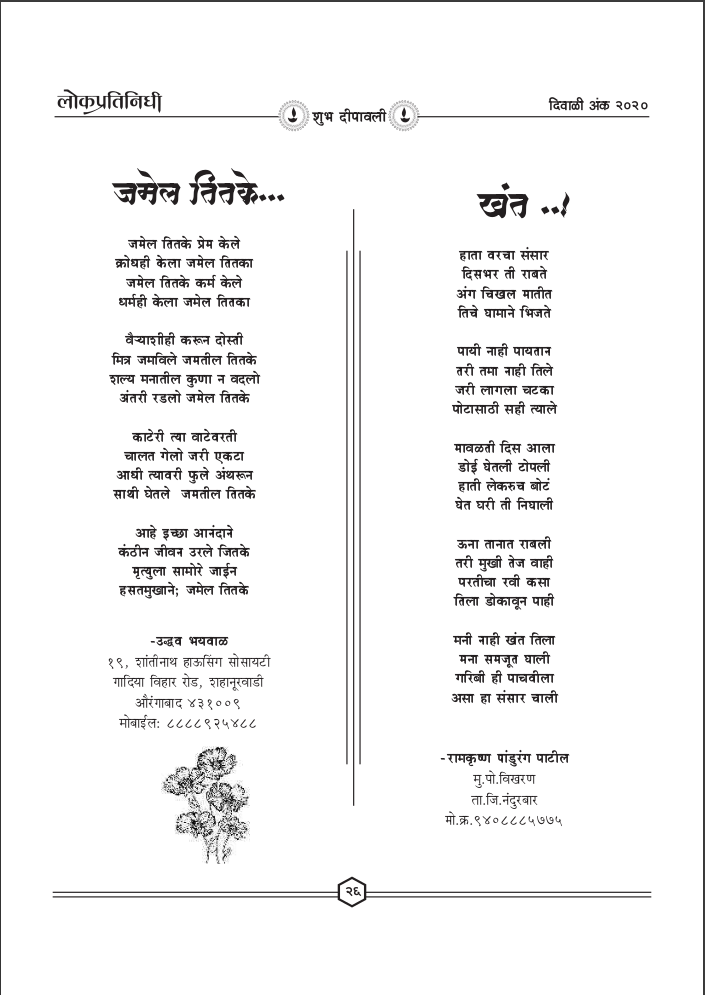 लोकप्रतिनिधी
शुभ दीपावली
दिवाळी अंक २०२०
जमेल तितके...
जमेल तितके प्रेम केले
क्रोधही केला जमेल तितका
जमेल तितके कर्म केले
धर्मही केला जमेल तितका
वैऱ्याशीही करून दोस्ती
मित्र जमविले जमतील तितके
शल्य मनातील कुणा न वदलो
अंतरी रडलो जमेल तितके
काटेरी त्या वाटेवरती
चालत गेलो जरी एकटा
आधी त्यावरी फुले अंथरून
साथी घेतले जमतील तितके
आहे इच्छा आनंदाने
कंठीन जीवन उरले जितके
मृत्युला सामोरे जाईन
हसतमुखाने; जमेल तितके
-उद्धव भयवाळ
१९, शांतीनाथ हाऊसिंग सोसायटी
गादिया विहार रोड, शहानूरवाडी
औरंगाबाद ४३१००९
मोबाईल: ८८८८९२५४८८
खंत ..!
हाता वरचा संसार
दिसभर ती राबते
अंग चिखल मातीत
तिचे घामाने भिजते
पायी नाही पायतान
तरी तमा नाही तिले
जरी लागला चटका
पोटासाठी सही त्याले
मावळती दिस आला
डोई घेतली टोपली
हाती लेकरुच बोटं
घेत घरी ती निघाली
ऊना तानात राबली
तरी मुखी तेज वाही
परतीचा रवी कसा
तिला डोकावून पाही
मनी नाही खंत तिला
मना समजूत घाली
गरिबी ही पाचवीला
असा हा संसार चाली
-रामकृष्ण पांडुरंग पाटील
मु.पो.विखरण
ता.जि.नंदुरबार
मो.क्र.९४०८८८५७७५
२६